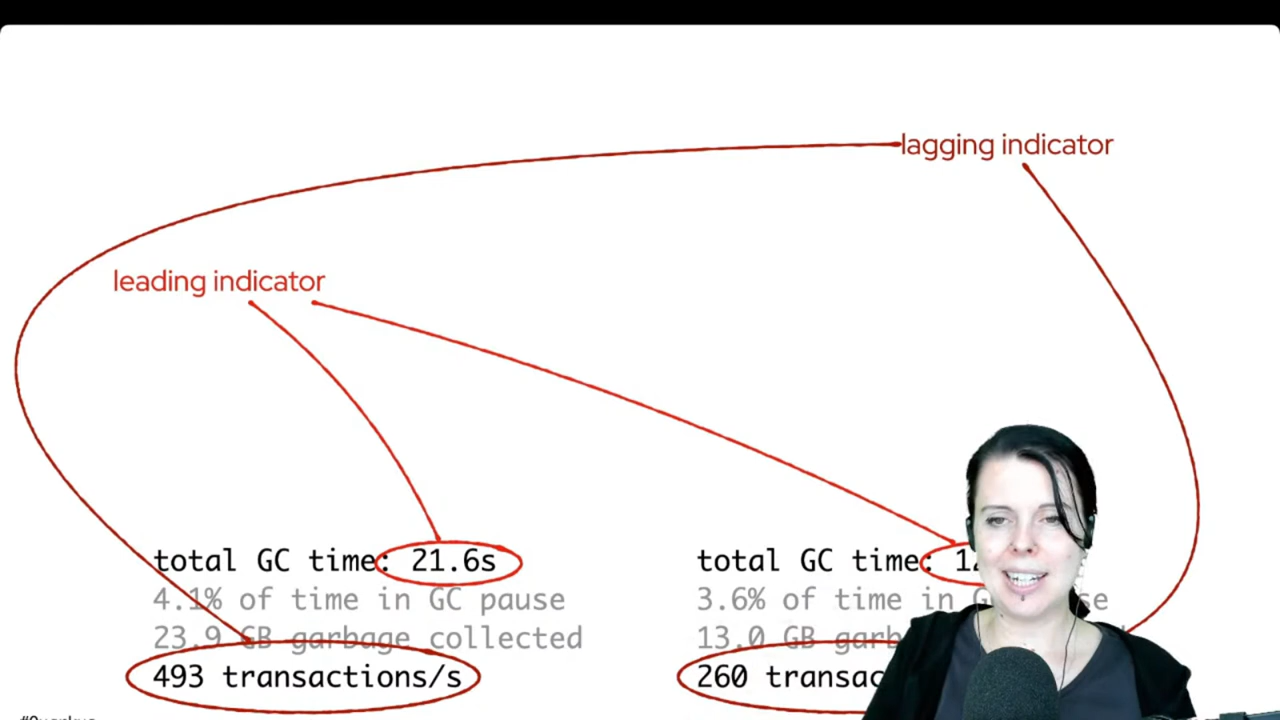 lagging indicator
leading indicator
total GC time: 21.6s
4.1% of time in GC pause
23.9 GB garbage collected
493 transactions/s
total GC time:
3.6% of time in
13.0 GB
260